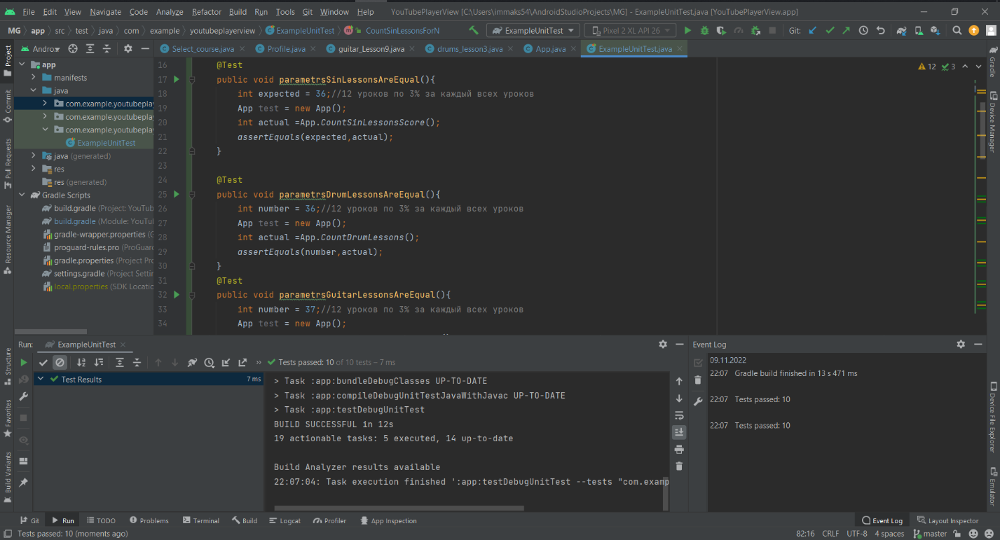 File Edit View Navigate Code Analyze Refactor Build Run Tools Git Window Help YouTubePlayerView [C:\Users\immaks54\AndroidStudioProjects\MG] - ExampleUnitTest.java [YouTubePlayerView.app]
MG app src test java com example youtubeplayerview ExampleUnitTest CountSinLessonsForN ExampleUnitTest Pixel 2 XL API 26 Git:
Andro Select_course.java Profile.java guitar_Lesson9.java drums_lesson3.java App.java ExampleUnitTest.java
Project
Commit
Pull Requests
Resource Manager
Structure
Favorites
Build Variants
app
manifests
java
com.example.youtubeplay
com.example.youtubeplay
com.example.youtubeplay
ExampleUnitTest
java (generated)
res
res (generated)
Gradle Scripts
build.gradle (Project: YouTub
build.gradle (Module: YouTul
gradle-wrapper.properties (G
proguard-rules.pro (ProGuard
gradle.properties (Project Pro
settings.gradle (Project Settin
local.properties (SDK Locatio
12 3
16 @Test
17 public void parametrsSinLessonsAreEqual(){
18 int expected = 36;//12 уроков по 3% за каждый всех уроков
19 App test = new App();
20 int actual =App.CountSinLessonsScore();
21 assertEquals(expected,actual);
22 }
23
24 @Test
25 public void parametrsDrumLessonsAreEqual(){
26 int number = 36;//12 уроков по 3% за каждый всех уроков
27 App test = new App();
28 int actual =App.CountDrumLessons();
29 assertEquals(number,actual);
30 }
31 @Test
32 public void parametrsGuitarLessonsAreEqual(){
33 int number = 37;//12 уроков по 3% за каждый всех уроков
34 App test = new App();
Gradle
Device Manager
Device File Explorer
Emulator
Run: ExampleUnitTest
Tests passed: 10 of 10 tests – 7 ms
Test Results 7 ms
> Task :app:bundleDebugClasses UP-TO-DATE
> Task :app:compileDebugUnitTestJavaWithJavac UP-TO-DATE
> Task :app:testDebugUnitTest
BUILD SUCCESSFUL in 12s
19 actionable tasks: 5 executed, 14 up-to-date
Build Analyzer results available
22:07:04: Task execution finished ':app:testDebugUnitTest --tests "com.examp
Event Log
09.11.2022
22:07 Gradle build finished in 13 s 471 ms
22:07 Tests passed: 10
22:07 Tests passed: 10
Git Run TODO Problems Terminal Build Logcat Profiler App Inspection Event Log Layout Inspector
Tests passed: 10 (moments ago) 82:16 CRLF UTF-8 4 spaces master